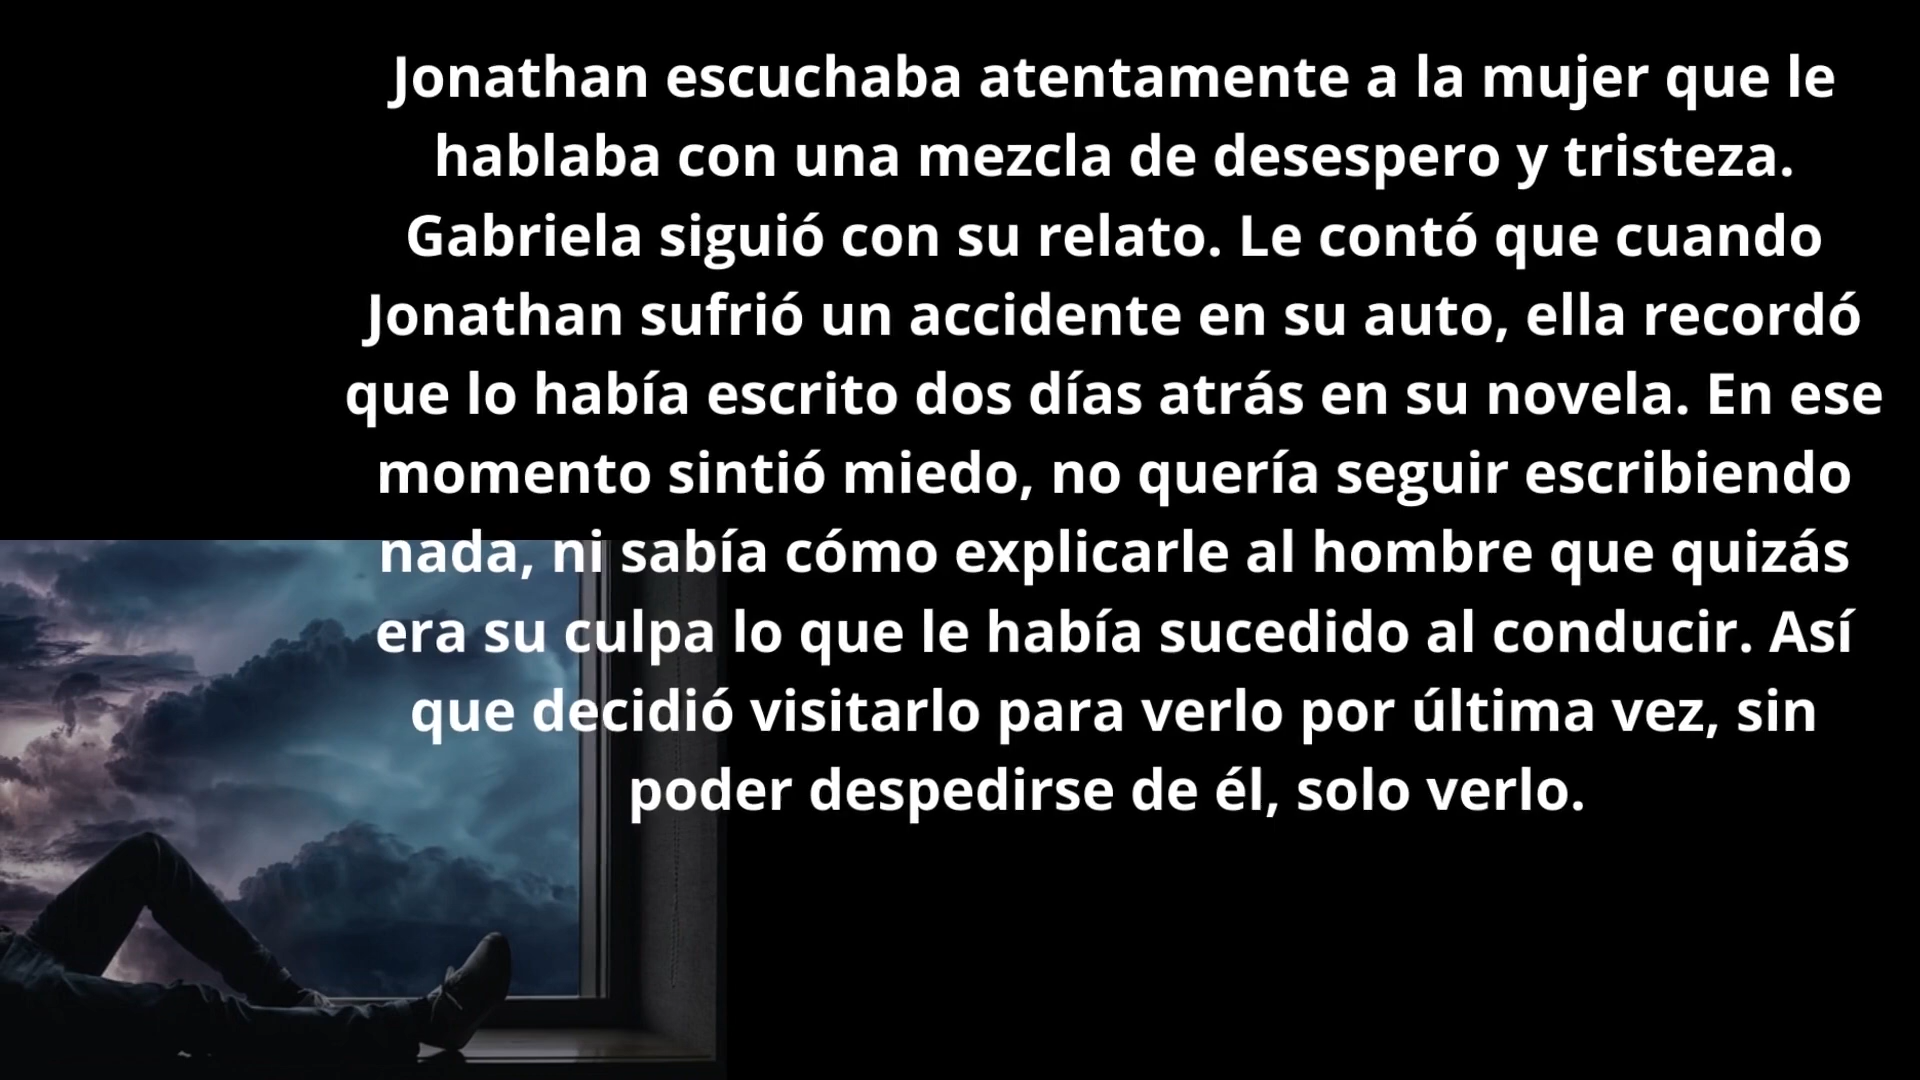 Jonathan escuchaba atentamente a la mujer que le
hablaba con una mezcla de desespero y tristeza.
Gabriela siguió con su relato. Le contó que cuando
Jonathan sufrió un accidente en su auto, ella recordó
que lo había escrito dos días atrás en su novela. En ese
momento sintió miedo, no quería seguir escribiendo
nada, ni sabía cómo explicarle al hombre que quizás
era su culpa lo que le había sucedido al conducir. Así
que decidió visitarlo para verlo por última vez, sin
poder despedirse de él, solo verlo.